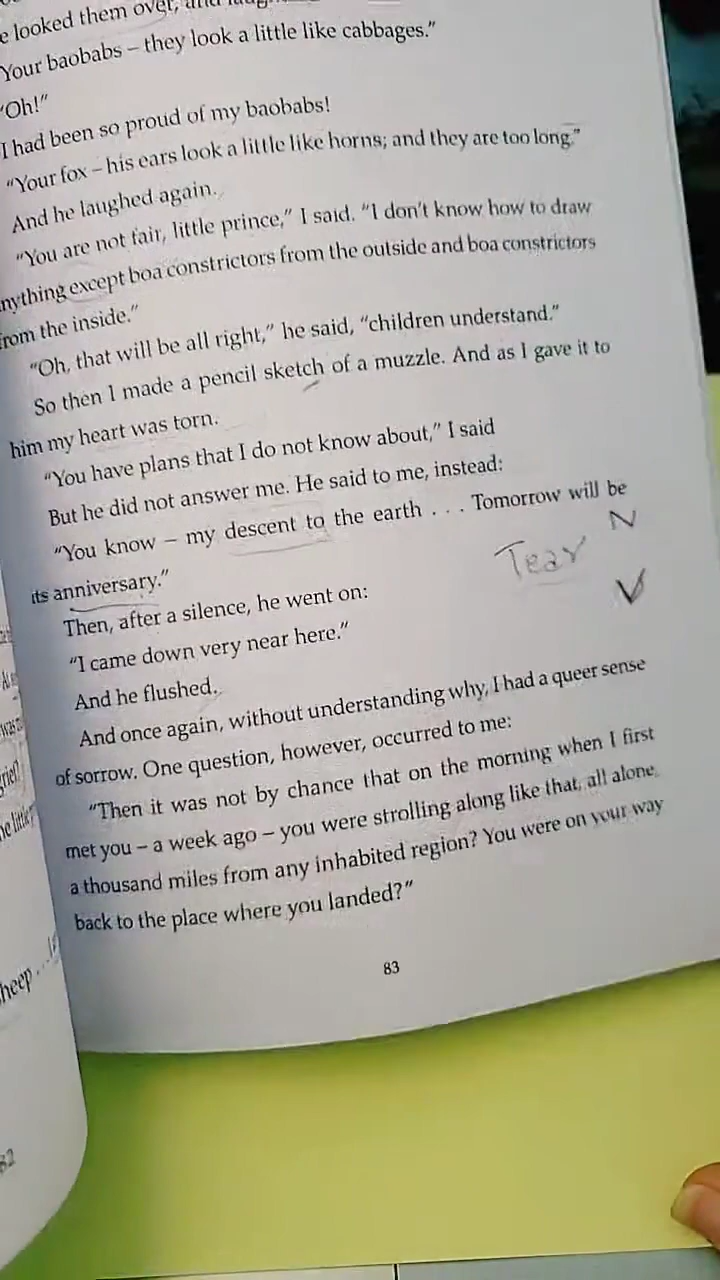 e looked them over, and
Your baobabs – they look a little like cabbages."
"Oh!"
I had been so proud of my baobabs!
"Your fox – his ears look a little like horns; and they are too long."
And he laughed again.
"You are not fair, little prince," I said. "I don't know how to draw
nything except boa constrictors from the outside and boa constrictors
rom the inside."
"Oh, that will be all right," he said, "children understand."
So then I made a pencil sketch of a muzzle. And as I gave it to
him my heart was torn.
"You have plans that I do not know about," I said
But he did not answer me. He said to me, instead:
"You know – my descent to the earth . . . Tomorrow will be
its anniversary."
Tear N
V
Then, after a silence, he went on:
"I came down very near here."
And he flushed.
And once again, without understanding why, I had a queer sense
of sorrow. One question, however, occurred to me:
"Then it was not by chance that on the morning when I first
met you – a week ago – you were strolling along like that, all alone,
a thousand miles from any inhabited region? You were on your way
back to the place where you landed?"
83
heep . . .
82